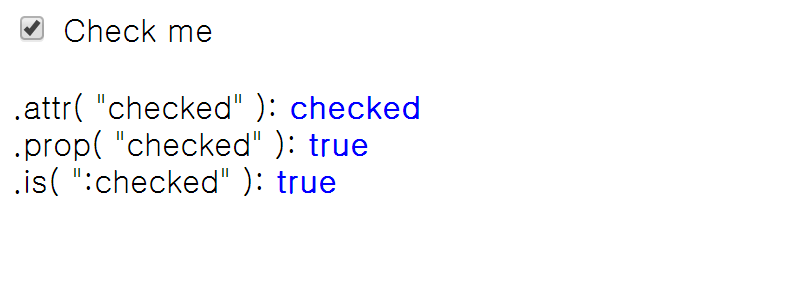 Check me
.attr( "checked" ): checked
.prop( "checked" ): true
.is( ":checked" ): true